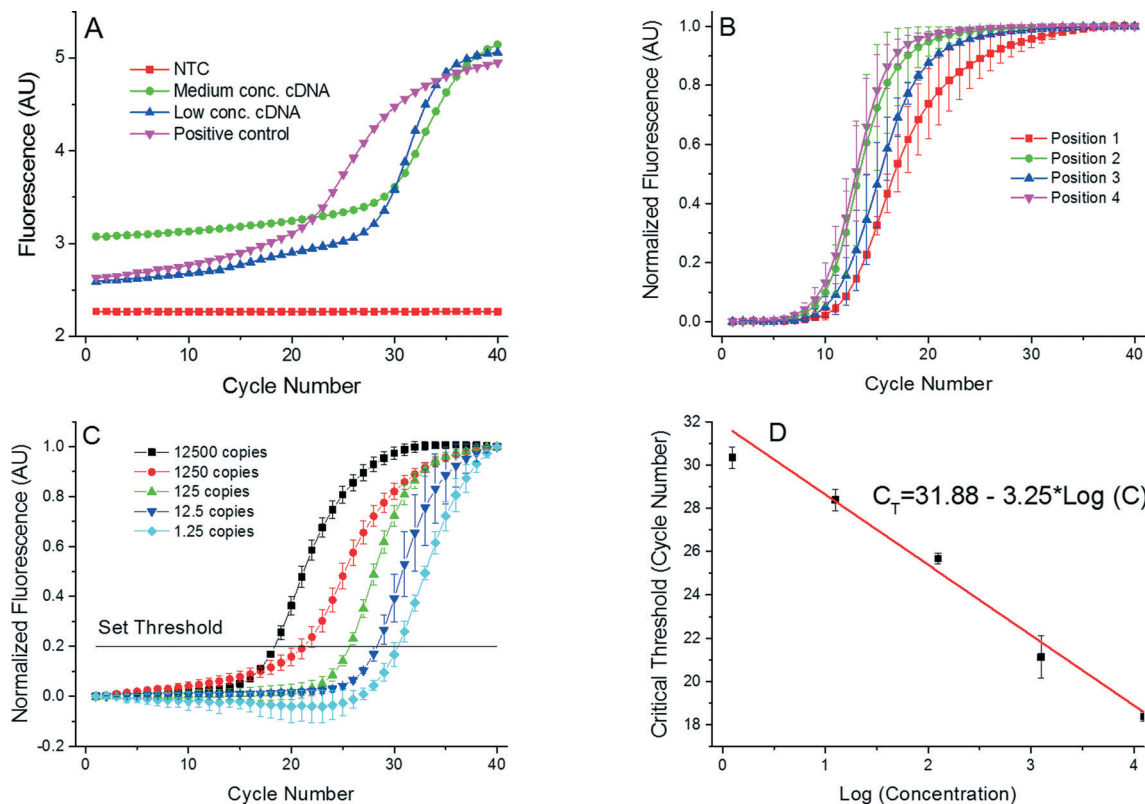 A
Fluorescence (AU)
5
4
3
2
NTC
Medium conc. cDNA
Low conc. cDNA
Positive control
0
10
20
30
40
Cycle Number
B
Normalized Fluorescence (AU)
1.0
0.8
0.6
0.4
0.2
0.0
Position 1
Position 2
Position 3
Position 4
0
10
20
30
40
Cycle Number
C
Normalized Fluorescence (AU)
1.0
0.8
0.6
0.4
0.2
0.0
-0.2
12500 copies
1250 copies
125 copies
12.5 copies
1.25 copies
Set Threshold
0
10
20
30
40
Cycle Number
D
Critical Threshold (Cycle Number)
32
30
28
26
24
22
20
18
C_T=31.88 - 3.25*Log (C)
0
1
2
3
4
Log (Concentration)